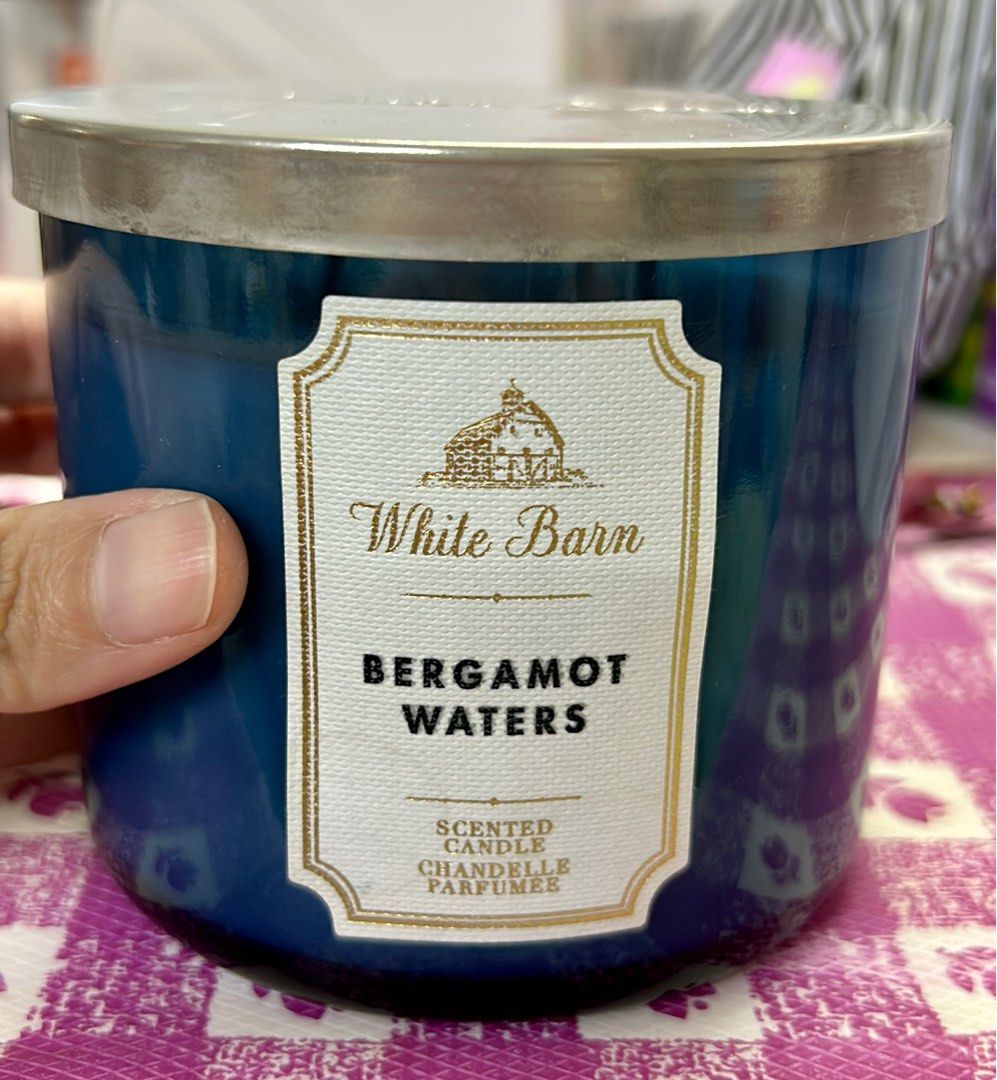 White Barn
BERGAMOT
WATERS
SCENTED
CANDLE
CHANDELLE
PARFUMÉE